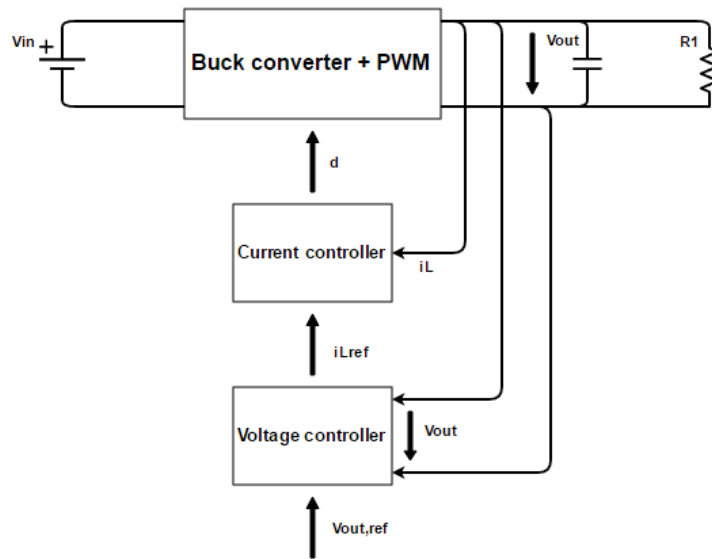 Vin
+
Buck converter + PWM
Vout
R1
d
Current controller
iL
iLref
Voltage controller
Vout
Vout,ref